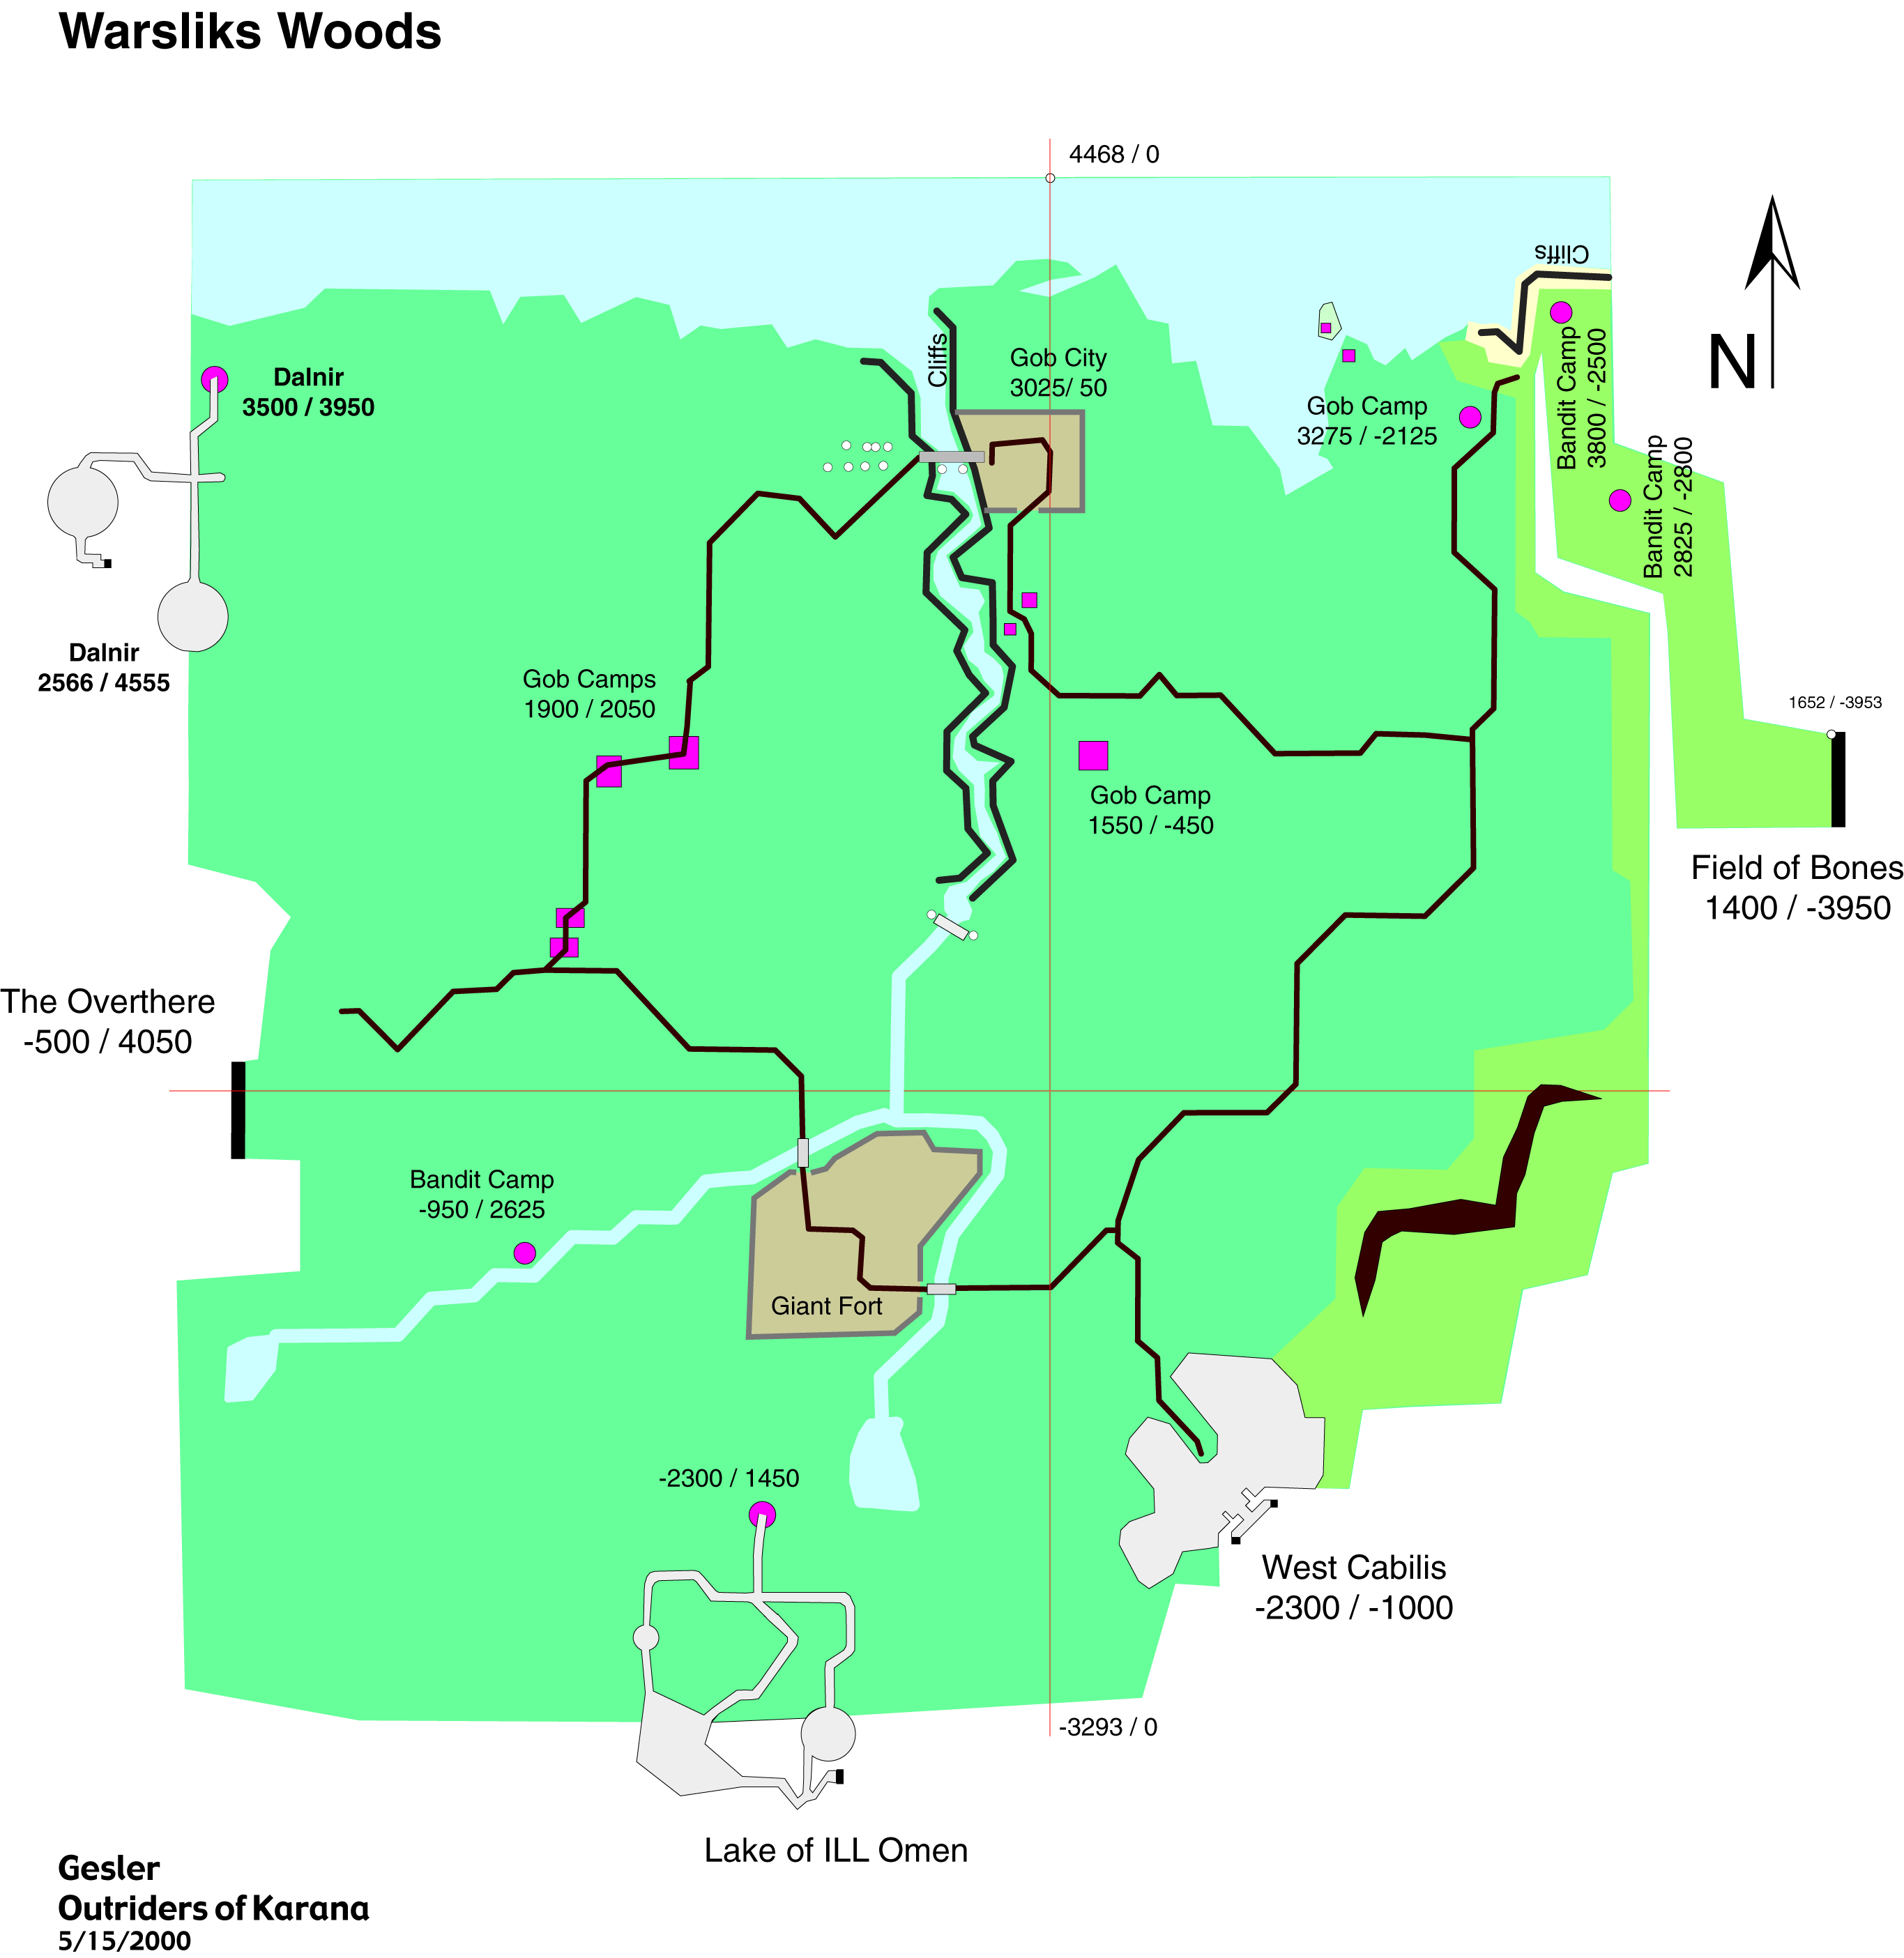 Warsliks Woods
4468 / 0
Cliffs
N
Cliffs
Gob City
3025/ 50
Dalnir
3500 / 3950
Gob Camp
3275 / -2125
Bandit Camp
3800 / -2500
Bandit Camp
2825 / -2800
Dalnir
2566 / 4555
Gob Camps
1900 / 2050
1652 / -3953
Gob Camp
1550 / -450
Field of Bones
1400 / -3950
The Overthere
-500 / 4050
Bandit Camp
-950 / 2625
Giant Fort
-2300 / 1450
West Cabilis
-2300 / -1000
-3293 / 0
Lake of ILL Omen
Gesler
Outriders of Karana
5/15/2000